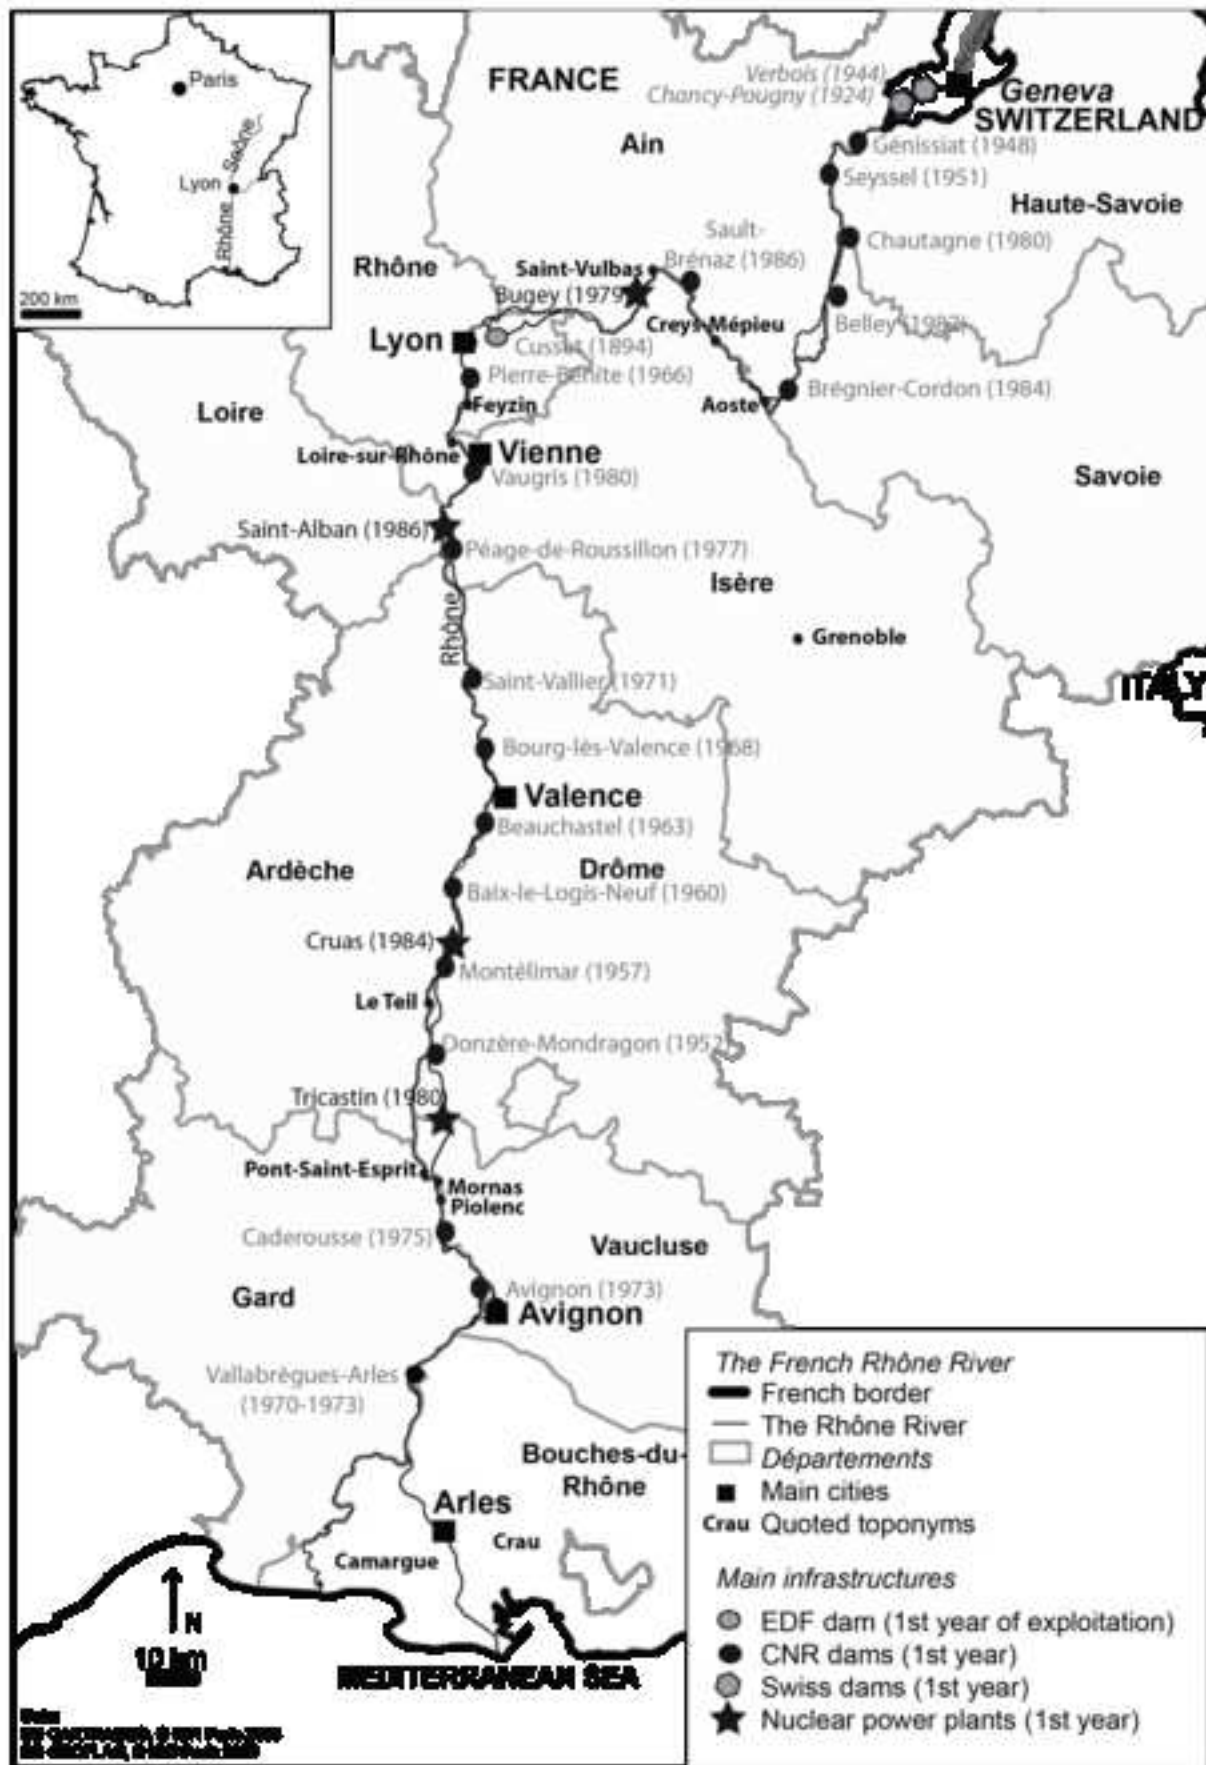 Paris
Saône
Lyon
Rhône
200 km
FRANCE
Verbois (1944)
Chancy-Pougny (1924)
Geneva
SWITZERLAND
Ain
Génissiat (1948)
Seyssel (1951)
Haute-Savoie
Sault-
Brénaz (1986)
Chautagne (1980)
Rhône
Saint-Vulbas
Bugey (1979)
Creys-Mépieu
Belley (1982)
Lyon
Cusset (1894)
Pierre-Bénite (1966)
Brégnier-Cordon (1984)
Aoste
Feyzin
Loire
Loire-sur-Rhône
Vienne
Vaugris (1980)
Savoie
Saint-Alban (1986)
Péage-de-Roussillon (1977)
Isère
Rhône
Grenoble
Saint-Vallier (1971)
ITALY
Bourg-lès-Valence (1968)
Valence
Beauchastel (1963)
Ardèche
Drôme
Baix-le-Logis-Neuf (1960)
Cruas (1984)
Montélimar (1957)
Le Teil
Donzère-Mondragon (1952)
Tricastin (1980)
Pont-Saint-Esprit
Mornas
Piolenc
Caderousse (1975)
Vaucluse
Gard
Avignon (1973)
Avignon
Vallabrègues-Arles
(1970-1973)
Bouches-du-
Rhône
Arles
Crau
Camargue
N
10 km
MEDITERRANEAN SEA
The French Rhône River
French border
The Rhône River
Départements
Main cities
Crau Quoted toponyms
Main infrastructures
EDF dam (1st year of exploitation)
CNR dams (1st year)
Swiss dams (1st year)
Nuclear power plants (1st year)